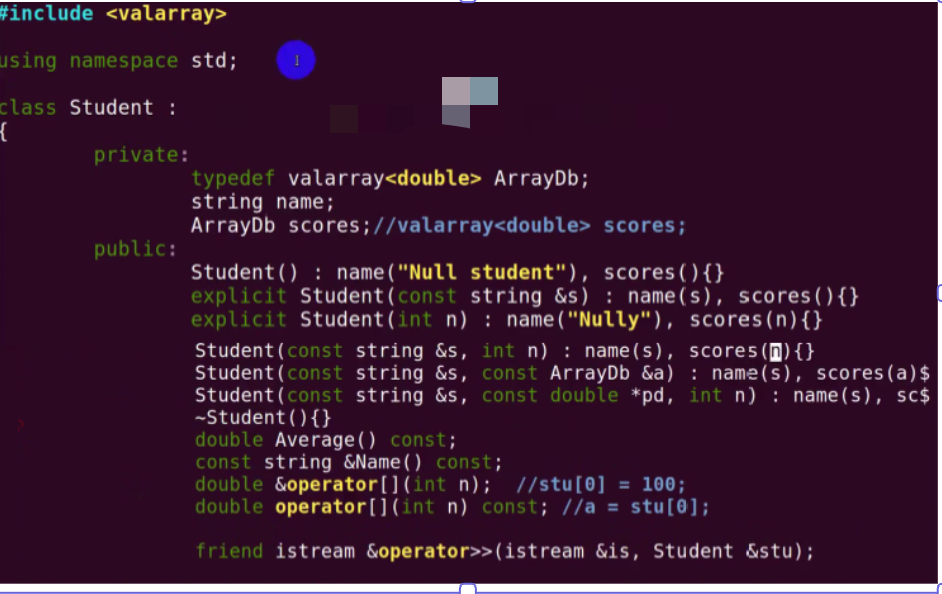 #include <valarray>
using namespace std;
class Student :
{
private:
typedef valarray<double> ArrayDb;
string name;
ArrayDb scores;//valarray<double> scores;
public:
Student() : name("Null student"), scores(){}
explicit Student(const string &s) : name(s), scores(){}
explicit Student(int n) : name("Nully"), scores(n){}
Student(const string &s, int n) : name(s), scores(n){}
Student(const string &s, const ArrayDb &a) : name(s), scores(a)$
Student(const string &s, const double *pd, int n) : name(s), sc$
~Student(){}
double Average() const;
const string &Name() const;
double &operator[](int n);  //stu[0] = 100;
double operator[](int n) const; //a = stu[0];
friend istream &operator>>(istream &is, Student &stu);